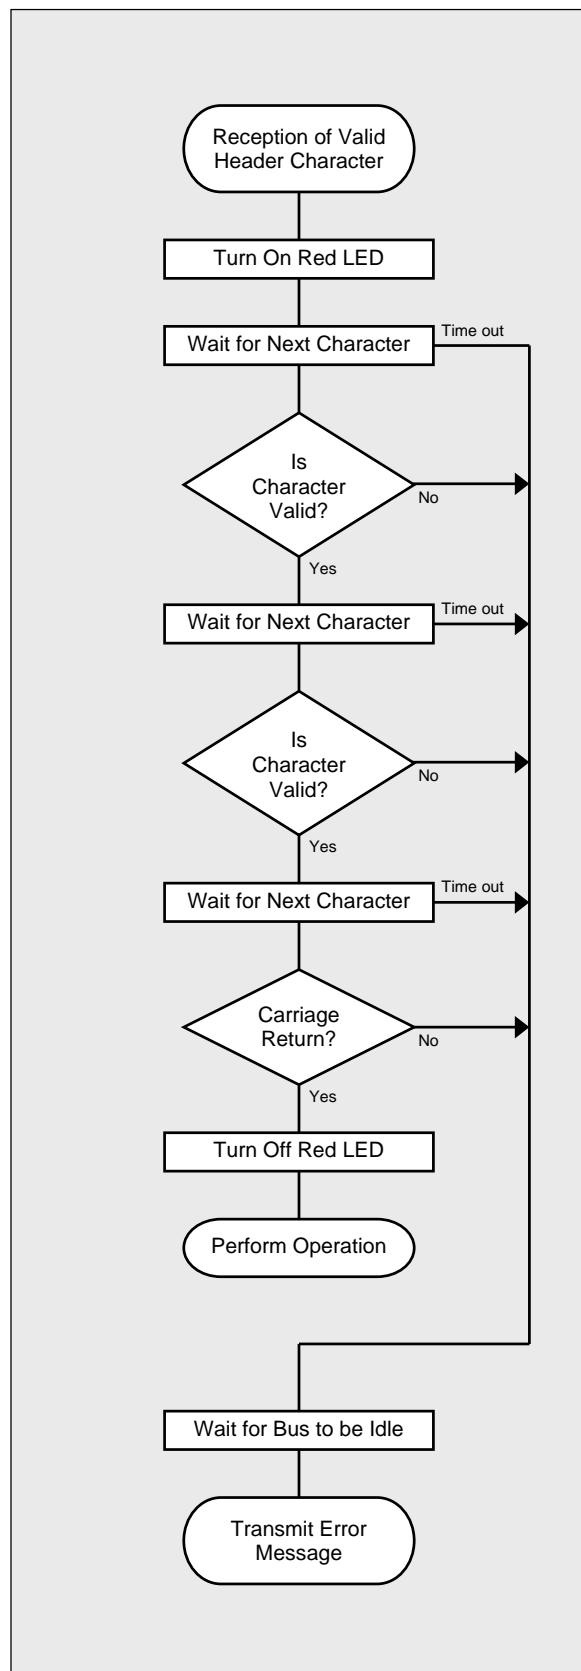 Reception of Valid
Header Character
Turn On Red LED
Wait for Next Character
Time out
Is
Character
Valid?
No
Yes
Wait for Next Character
Time out
Is
Character
Valid?
No
Yes
Wait for Next Character
Time out
Carriage
Return?
No
Yes
Turn Off Red LED
Perform Operation
Wait for Bus to be Idle
Transmit Error
Message